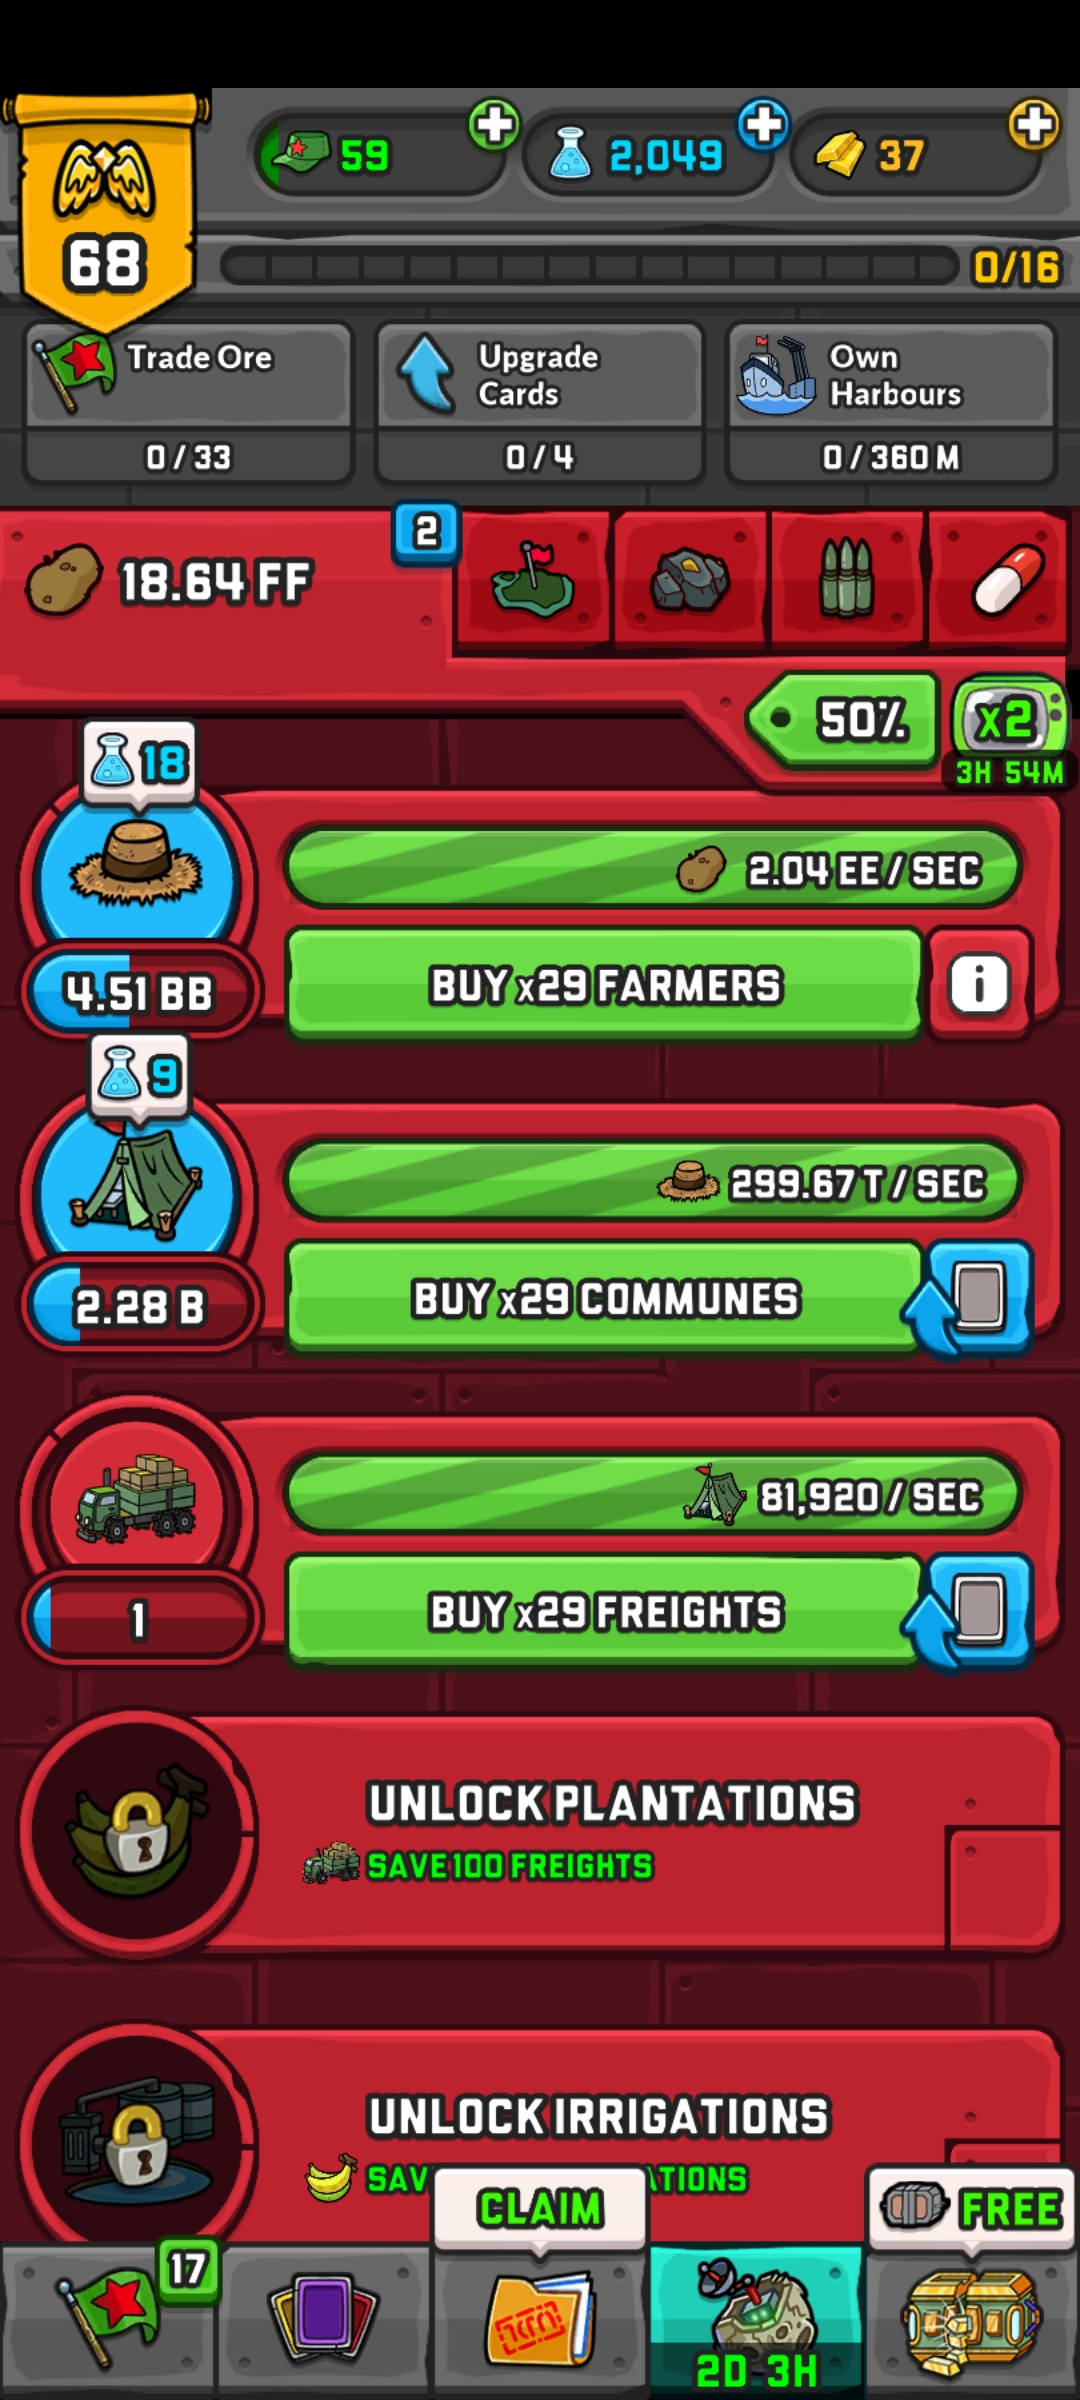 59
2,049
37
68
0/16
Trade Ore
0/33
Upgrade
Cards
0/4
Own
Harbours
0/360 M
18.64 FF
2
50%
x2
3H 54M
18
2.04 EE / SEC
4.51 BB
BUY x29 FARMERS
i
9
299.67 T / SEC
2.28 B
BUY x29 COMMUNES
81,920 / SEC
1
BUY x29 FREIGHTS
UNLOCK PLANTATIONS
SAVE 100 FREIGHTS
UNLOCK IRRIGATIONS
CLAIM
FREE
17
2D 3H